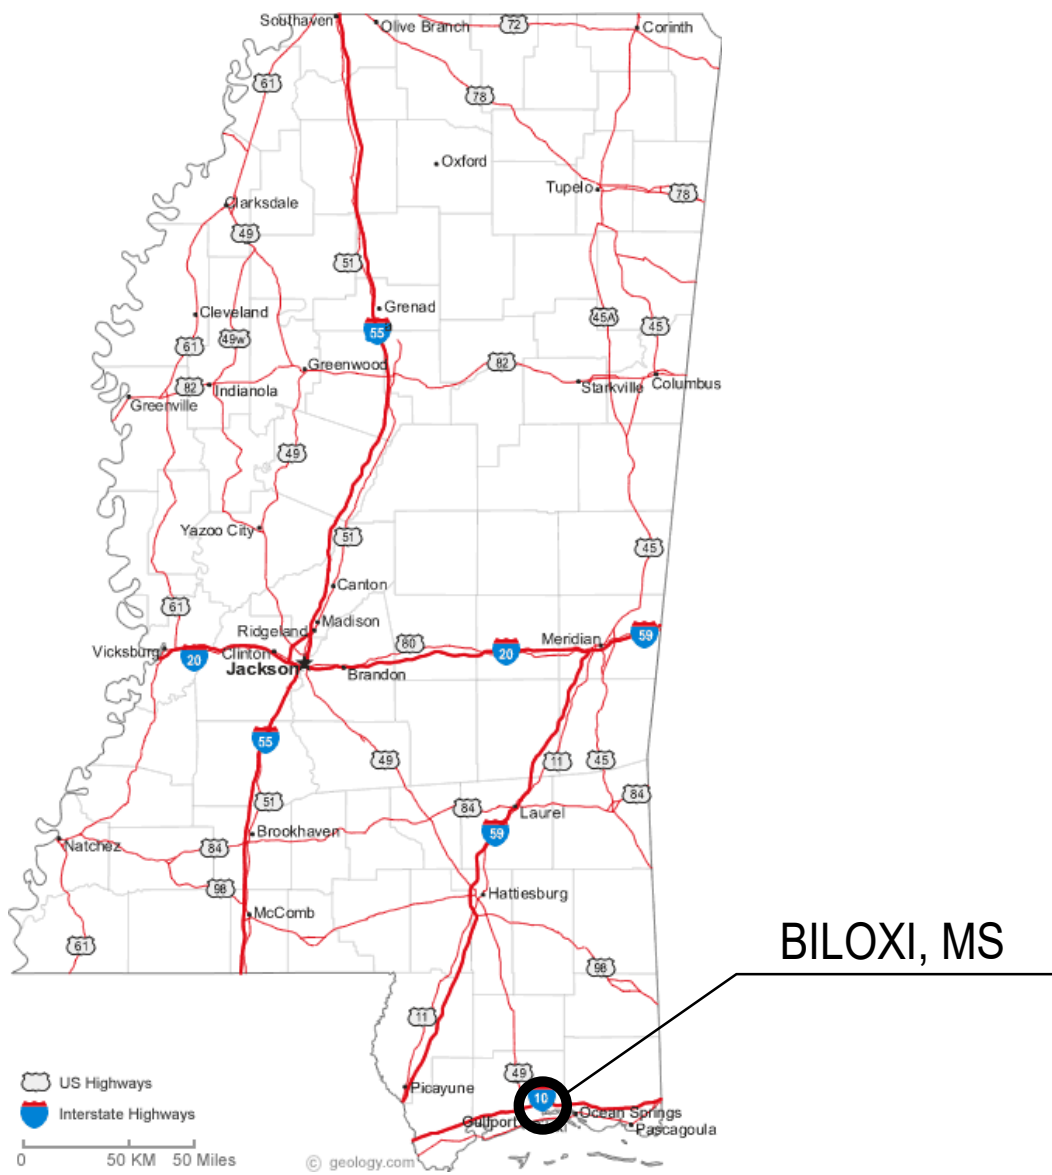 Southaven
Olive Branch
72
Corinth
61
78
Oxford
Tupelo
78
Clarksdale
49
51
Cleveland
Grenad
55
45A
45
61
49w
Greenwood
82
82
Indianola
Starkville
Columbus
Greenville
49
Yazoo City
51
45
Canton
61
Madison
Ridgeland
80
Meridian
59
Vicksburg
20
Clinton
20
Jackson
Brandon
55
49
11
45
51
84
84
Laurel
Natchez
84
Brookhaven
59
98
Hattiesburg
McComb
61
BILOXI, MS
98
11
49
US Highways
Picayune
10
Interstate Highways
Gulfport
Ocean Springs
Pascagoula
0 50 KM 50 Miles
© geology.com